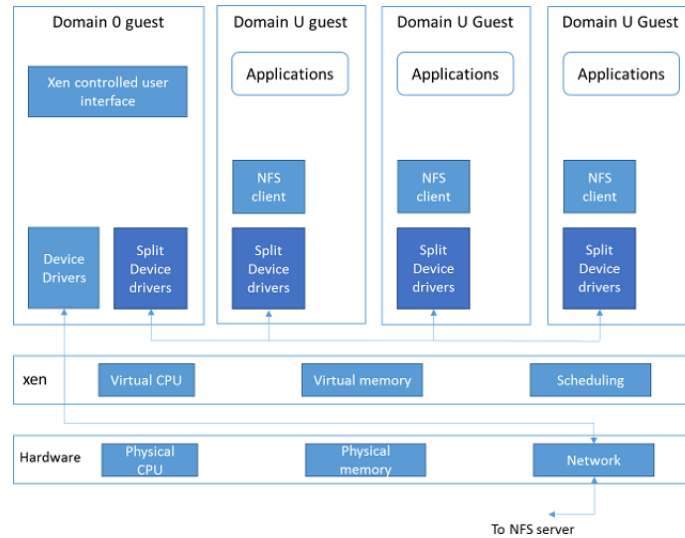 Domain 0 guest
Domain U guest
Domain U Guest
Domain U Guest
Xen controlled user
interface
Applications
Applications
Applications
NFS
client
NFS
client
NFS
client
Device
Drivers
Split
Device
drivers
Split
Device
drivers
Split
Device
drivers
Split
Device
drivers
xen
Virtual CPU
Virtual memory
Scheduling
Hardware
Physical
CPU
Physical
memory
Network
To NFS server